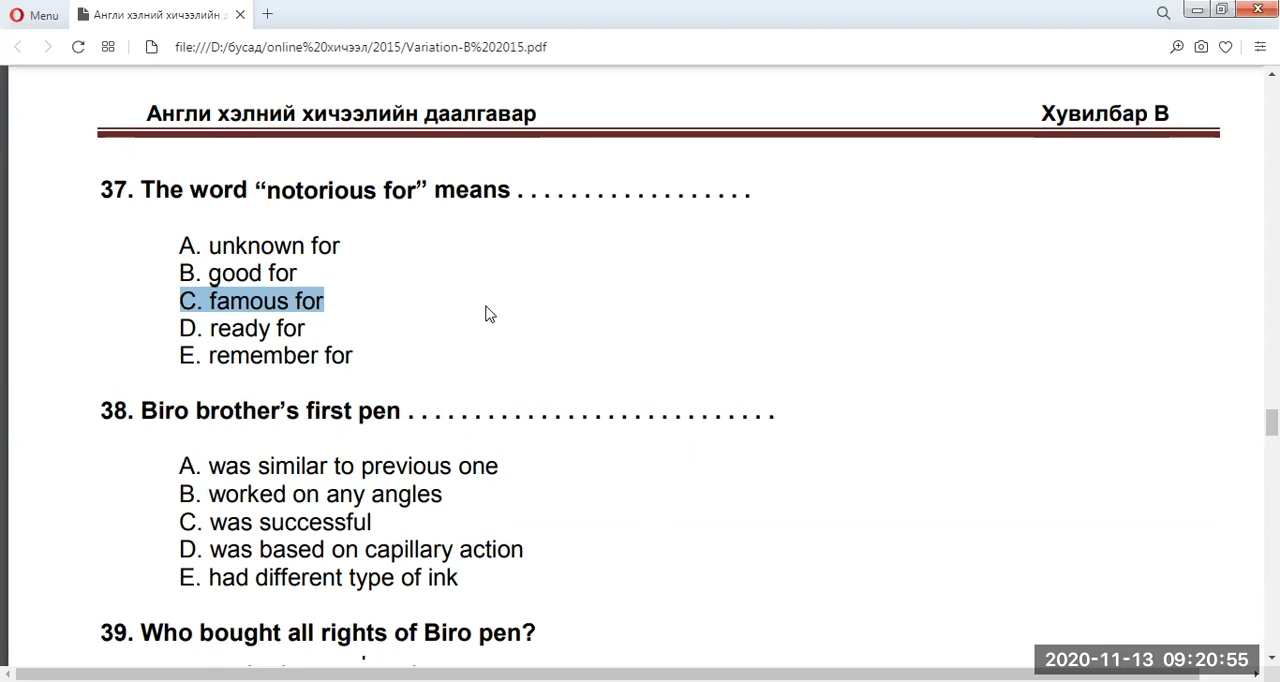 Menu
Англи хэлний хичээлийн
file:///D:/бусад/online%20хичээл/2015/Variation-B%202015.pdf
Англи хэлний хичээлийн даалгавар Хувилбар В
37. The word “notorious for” means . . . . . . . . . . . . . . . . . .
A. unknown for
B. good for
C. famous for
D. ready for
E. remember for
38. Biro brother’s first pen . . . . . . . . . . . . . . . . . . . . . . . . . . . .
A. was similar to previous one
B. worked on any angles
C. was successful
D. was based on capillary action
E. had different type of ink
39. Who bought all rights of Biro pen?
2020-11-13 09:20:55